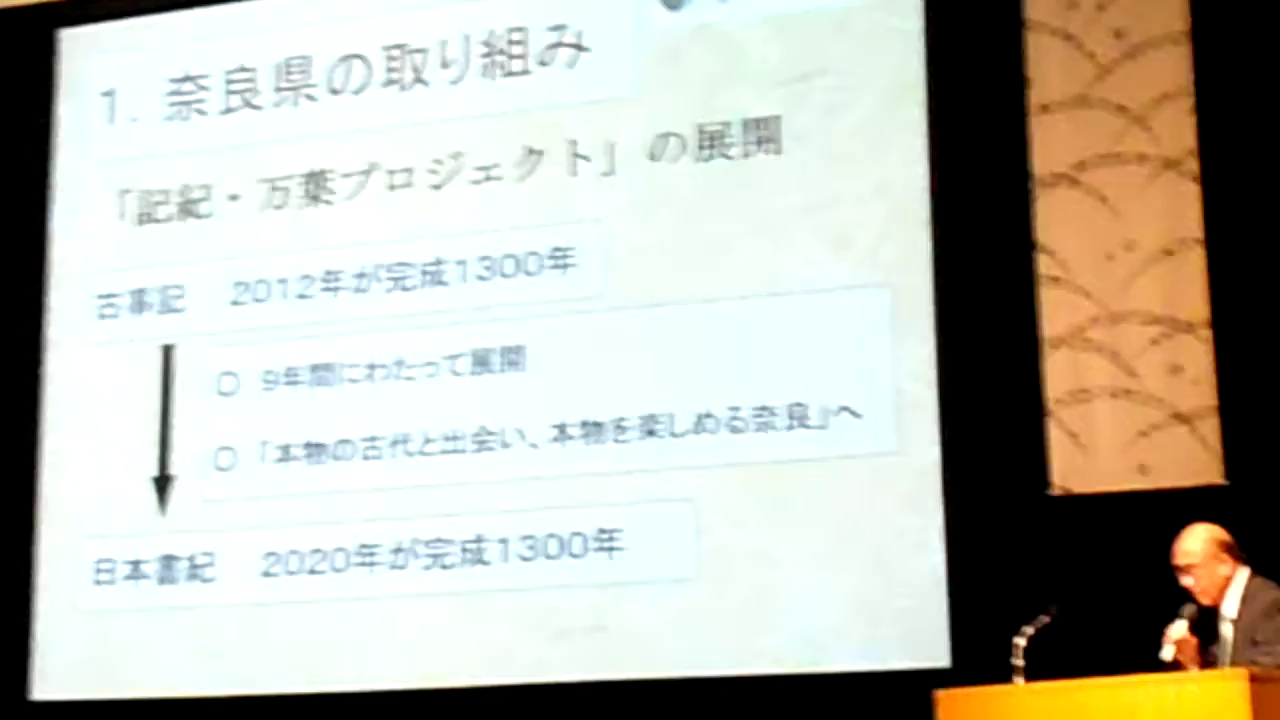 1. 奈良県の取り組み
「記紀・万葉プロジェクト」の展開
古事記 2012年が完成1300年
○ 9年間にわたって展開
○ 「本物の古代と出会い、本物を楽しめる奈良」へ
日本書紀 2020年が完成1300年